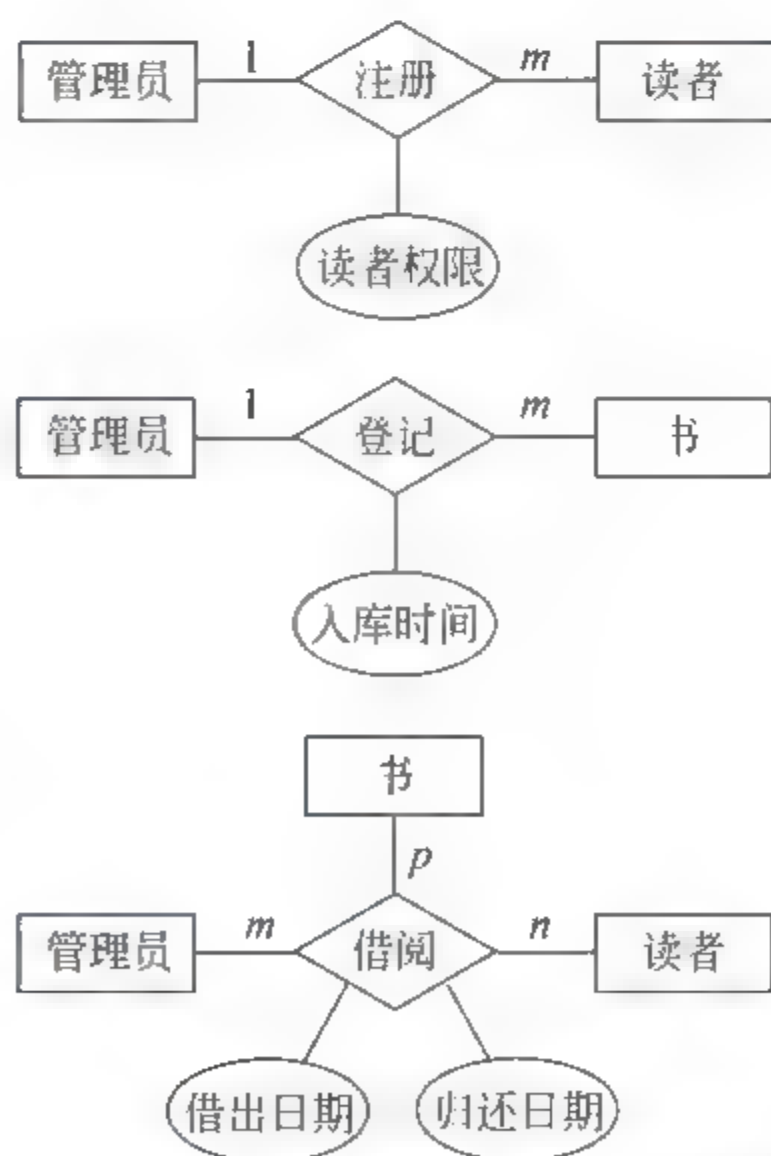 管理员 1 注册 m 读者
读者权限
管理员 1 登记 m 书
入库时间
书
p
管理员 m 借阅 n 读者
借出日期 归还日期